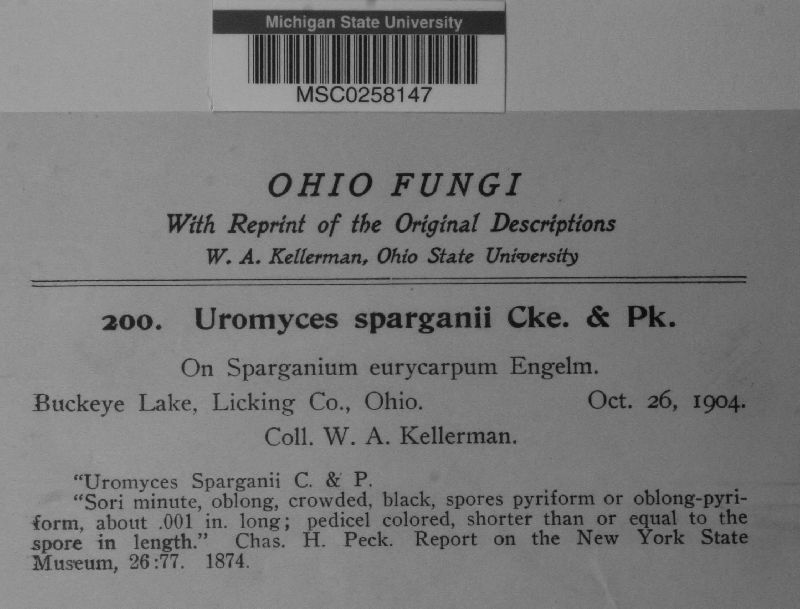 Michigan State University
MSC0258147
OHIO FUNGI
With Reprint of the Original Descriptions
W. A. Kellerman, Ohio State University
200. Uromyces sparganii Cke. & Pk.
On Sparganium eurycarpum Engelm.
Buckeye Lake, Licking Co., Ohio. Oct. 26, 1904.
Coll. W. A. Kellerman.
"Uromyces Sparganii C. & P.
"Sori minute, oblong, crowded, black, spores pyriform or oblong-pyri-
form, about .001 in. long; pedicel colored, shorter than or equal to the
spore in length." Chas. H. Peck. Report on the New York State
Museum, 26:77. 1874.